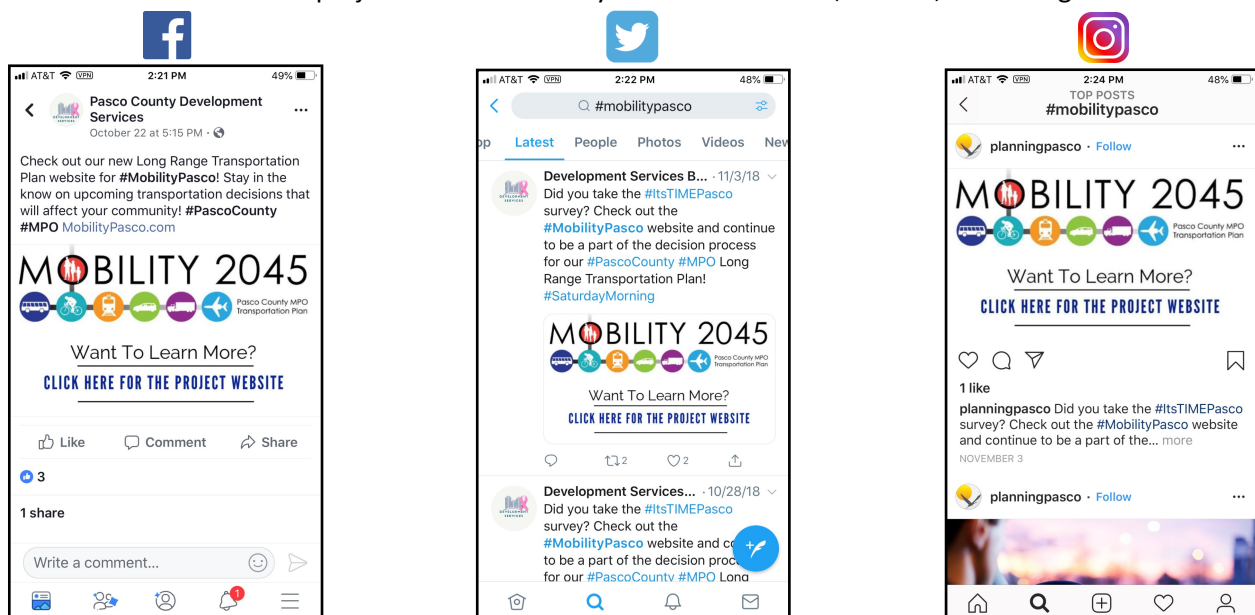 AT&T VPN 2:21 PM 49%
Pasco County Development
Services
October 22 at 5:15 PM ·
Check out our new Long Range Transportation
Plan website for #MobilityPasco! Stay in the
know on upcoming transportation decisions that
will affect your community! #PascoCounty
#MPO MobilityPasco.com
MOBILITY 2045
Pasco County MPO
Transportation Plan
Want To Learn More?
CLICK HERE FOR THE PROJECT WEBSITE
Like Comment Share
3
1 share
Write a comment...
1
AT&T VPN 2:22 PM 48%
#mobilitypasco
op Latest People Photos Videos New
DEVELOPMENT
SERVICES
Development Services B... · 11/3/18
Did you take the #ItsTIMEPasco
survey? Check out the
#MobilityPasco website and continue
to be a part of the decision process
for our #PascoCounty #MPO Long
Range Transportation Plan!
#SaturdayMorning
MOBILITY 2045
Pasco County MPO
Transportation Plan
Want To Learn More?
CLICK HERE FOR THE PROJECT WEBSITE
2 2
DEVELOPMENT
SERVICES
Development Services... · 10/28/18
Did you take the #ItsTIMEPasco
survey? Check out the
#MobilityPasco website and co
to be a part of the decision proc
for our #PascoCounty #MPO Long
AT&T VPN 2:24 PM 48%
TOP POSTS
#mobilitypasco
planningpasco · Follow
MOBILITY 2045
Pasco County MPO
Transportation Plan
Want To Learn More?
CLICK HERE FOR THE PROJECT WEBSITE
1 like
planningpasco Did you take the #ItsTIMEPasco
survey? Check out the #MobilityPasco website
and continue to be a part of the... more
NOVEMBER 3
planningpasco · Follow